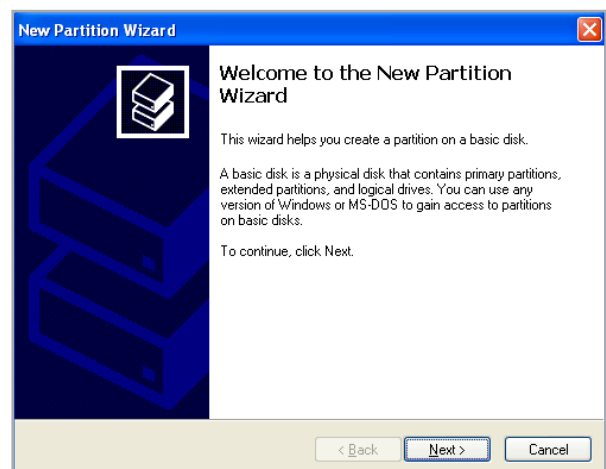 New Partition Wizard
Welcome to the New Partition
Wizard
This wizard helps you create a partition on a basic disk.
A basic disk is a physical disk that contains primary partitions,
extended partitions, and logical drives. You can use any
version of Windows or MS-DOS to gain access to partitions
on basic disks.
To continue, click Next.
< Back Next > Cancel